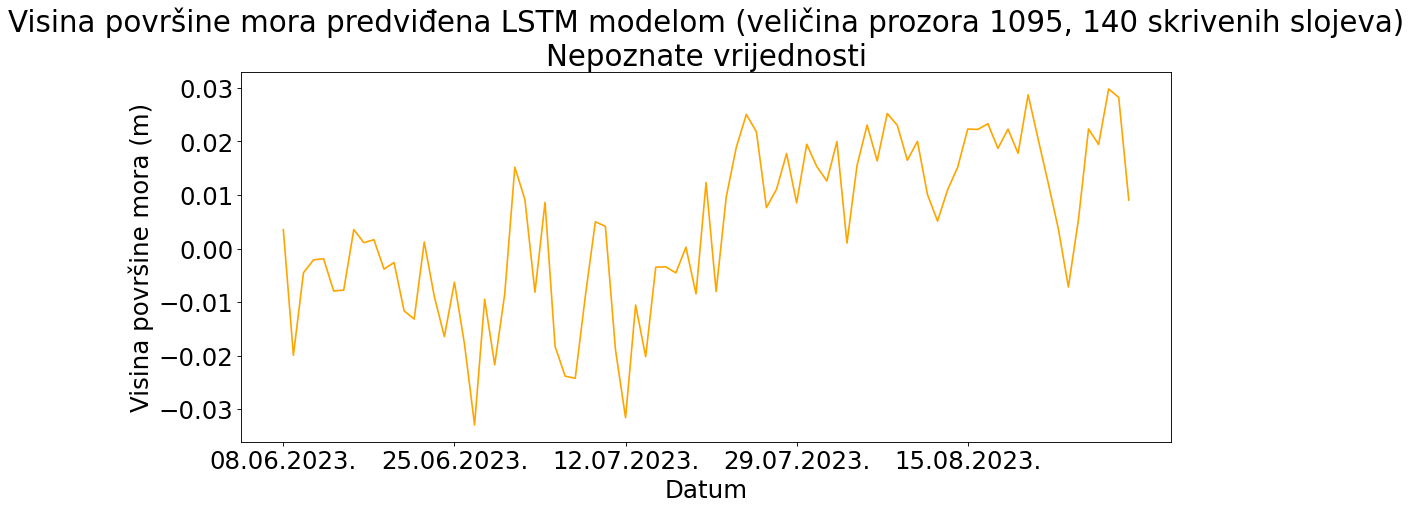 Visina površine mora predviđena LSTM modelom (veličina prozora 1095, 140 skrivenih slojeva)
Nepoznate vrijednosti
Visina površine mora (m)
0.03
0.02
0.01
0.00
−0.01
−0.02
−0.03
08.06.2023. 25.06.2023. 12.07.2023. 29.07.2023. 15.08.2023.
Datum